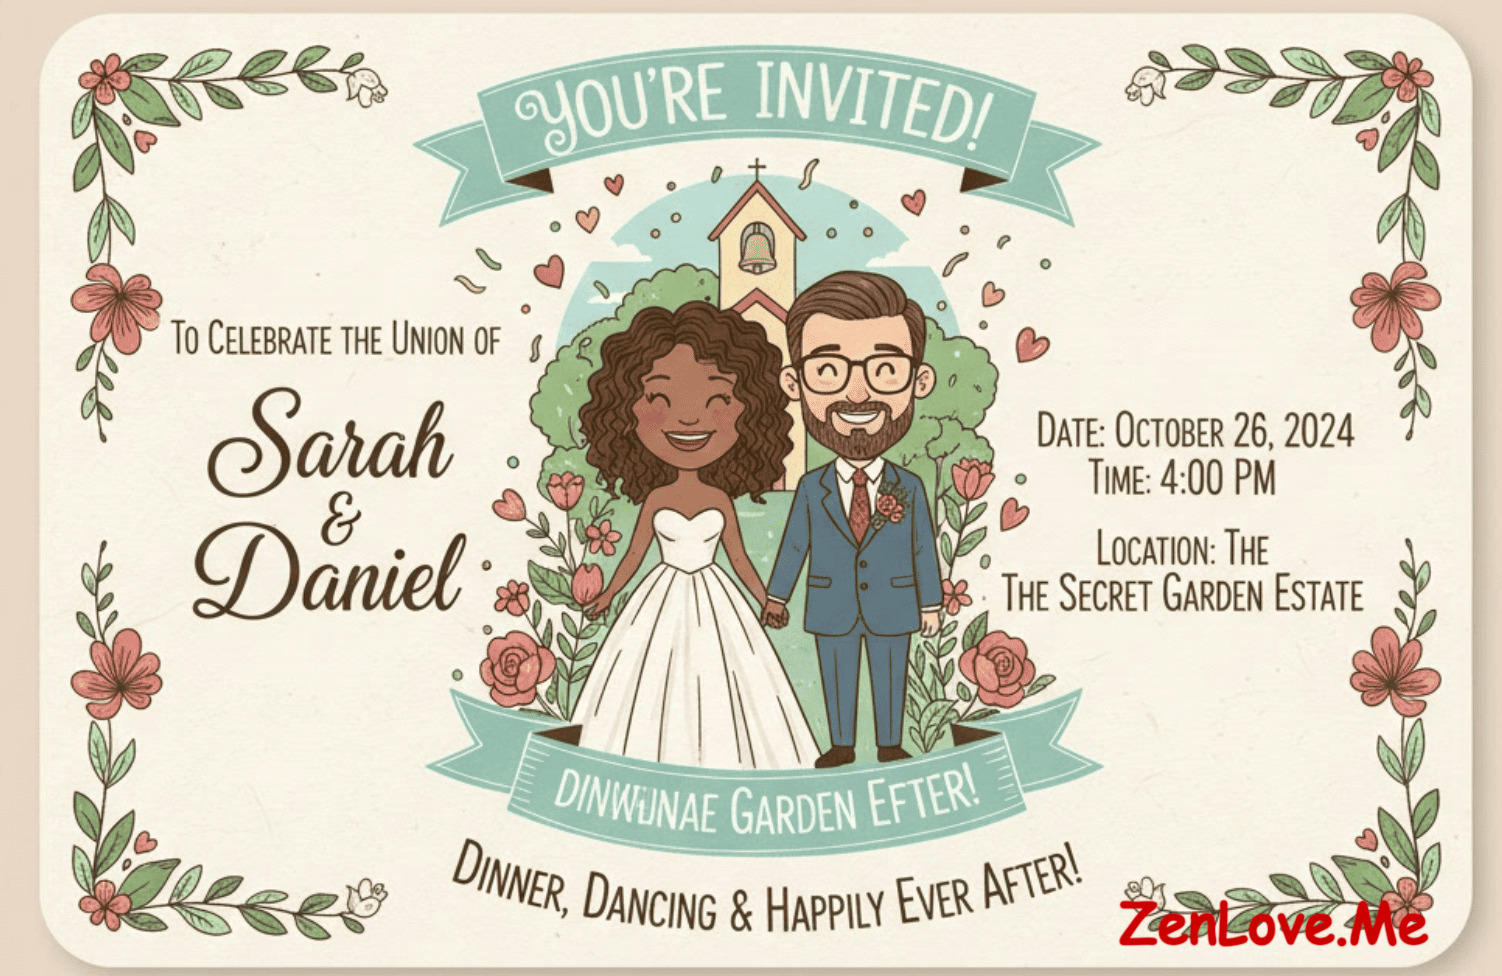 YOU'RE INVITED!
TO CELEBRATE THE UNION OF
Sarah
&
Daniel
DATE: OCTOBER 26, 2024
TIME: 4:00 PM
LOCATION: THE
THE SECRET GARDEN ESTATE
GARDEN EFTER!
DINNER, DANCING & HAPPILY EVER AFTER!
ZenLove.Me